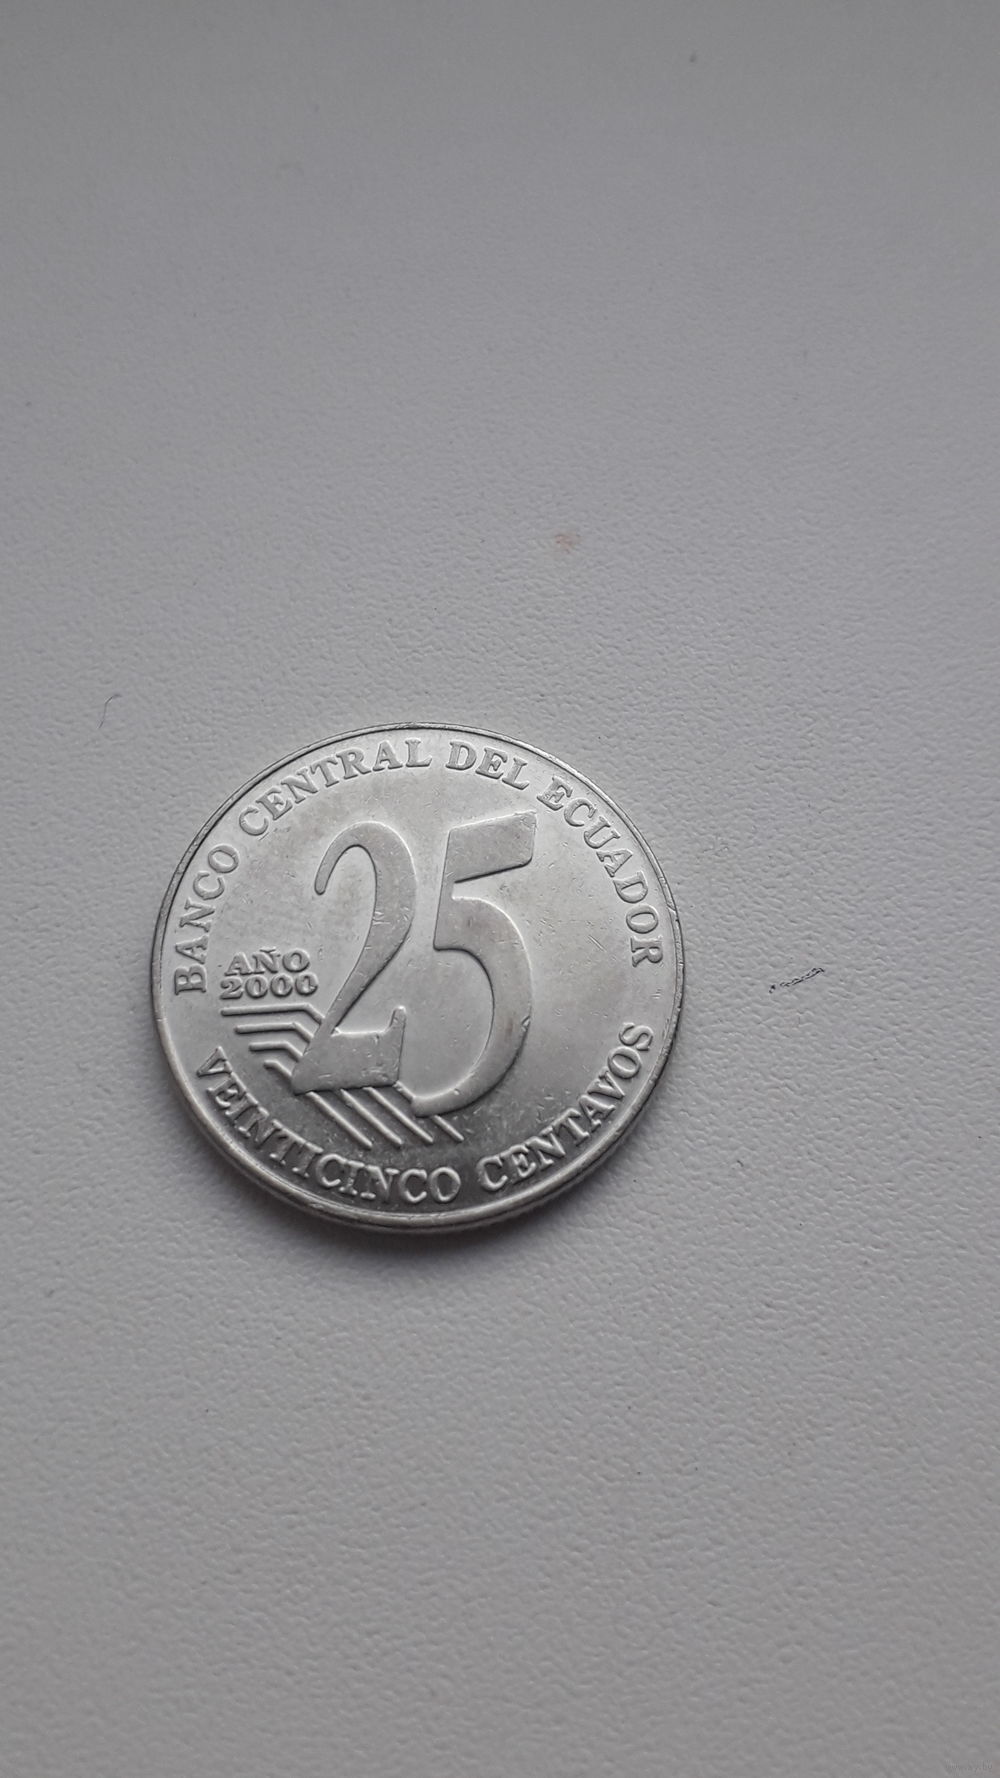 BANCO CENTRAL DEL ECUADOR
25
AÑO
2000
VEINTICINCO CENTAVOS